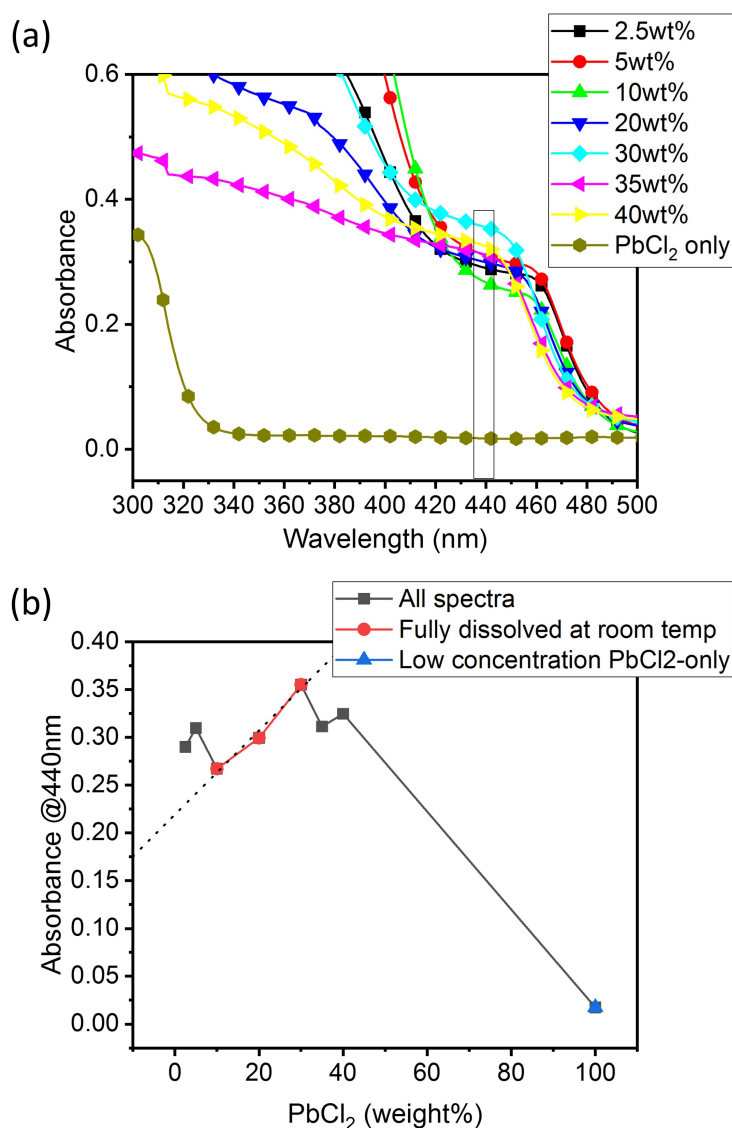 (a)
2.5wt%
5wt%
10wt%
20wt%
30wt%
35wt%
40wt%
PbCl₂ only
0.6
0.4
0.2
0.0
Absorbance
300 320 340 360 380 400 420 440 460 480 500
Wavelength (nm)
(b)
All spectra
Fully dissolved at room temp
Low concentration PbCl2-only
0.40
0.35
0.30
0.25
0.20
0.15
0.10
0.05
0.00
Absorbance @440nm
0 20 40 60 80 100
PbCl₂ (weight%)